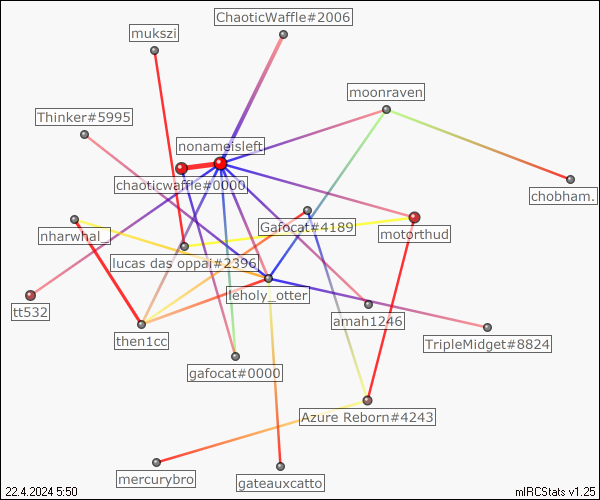 ChaoticWaffle#2006
mukszi
moonraven
Thinker#5995
nonameisleft
chaoticwaffle#0000
chobham.
Gafocat#4189
nharwhal_
motorthud
lucas das oppai#2396
leholy_otter
tt532
amah1246
then1cc
TripleMidget#8824
gafocat#0000
Azure Reborn#4243
mercurybro
gateauxcatto
22.4.2024 5:50
mIRCStats v1.25